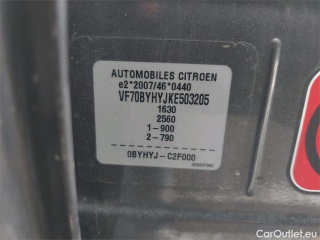 AUTOMOBILES CITROEN
e2*2007/46*0440
VF70BYHYJKE503205
1630
2560
1-900
2-790
0BYHYJ-C2F000
CarOutlet.eu